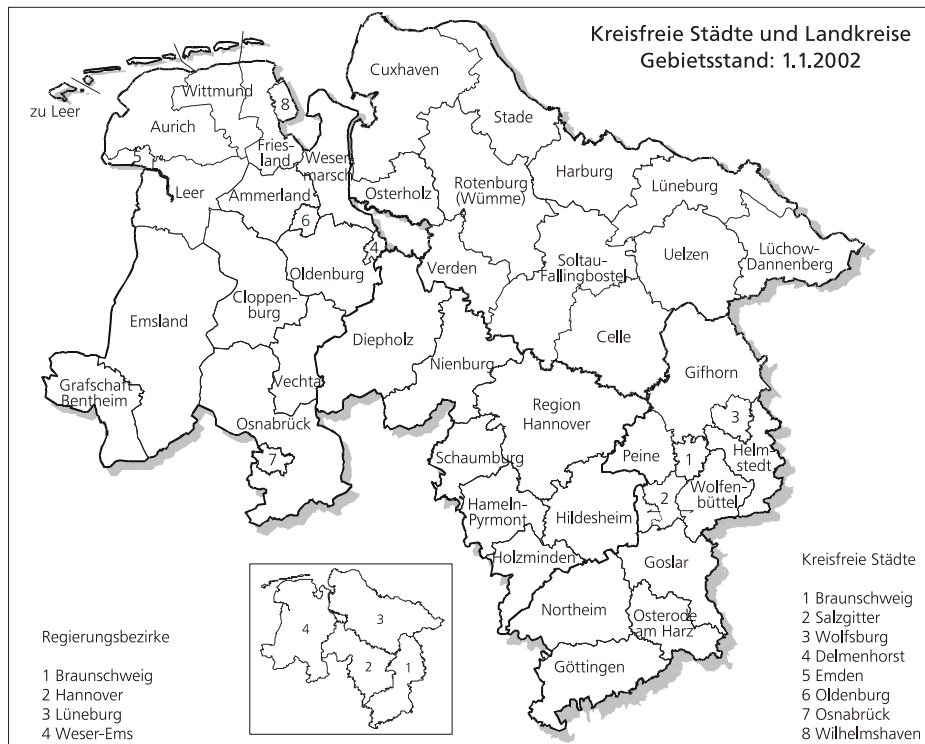 Kreisfreie Städte und Landkreise
Gebietsstand: 1.1.2002
zu Leer
Wittmund
Aurich
8
5
Fries-
land
Weser-
marsch
Leer
Ammerland
6
4
Oldenburg
Cloppen-
burg
Emsland
Vechta
Grafschaft
Bentheim
Osnabrück
7
Cuxhaven
Stade
Osterholz
Rotenburg
(Wümme)
Harburg
Lüneburg
Verden
Soltau-
Fallingbostel
Uelzen
Lüchow-
Dannenberg
Celle
Diepholz
Nienburg
Gifhorn
Region
Hannover
3
Schaumburg
Peine
1
Helm-
stedt
Hameln-
Pyrmont
Hildesheim
2
Wolfen-
büttel
Holzminden
Goslar
Northeim
Osterode
am Harz
Göttingen
4
3
2
1
Regierungsbezirke
1 Braunschweig
2 Hannover
3 Lüneburg
4 Weser-Ems
Kreisfreie Städte
1 Braunschweig
2 Salzgitter
3 Wolfsburg
4 Delmenhorst
5 Emden
6 Oldenburg
7 Osnabrück
8 Wilhelmshaven